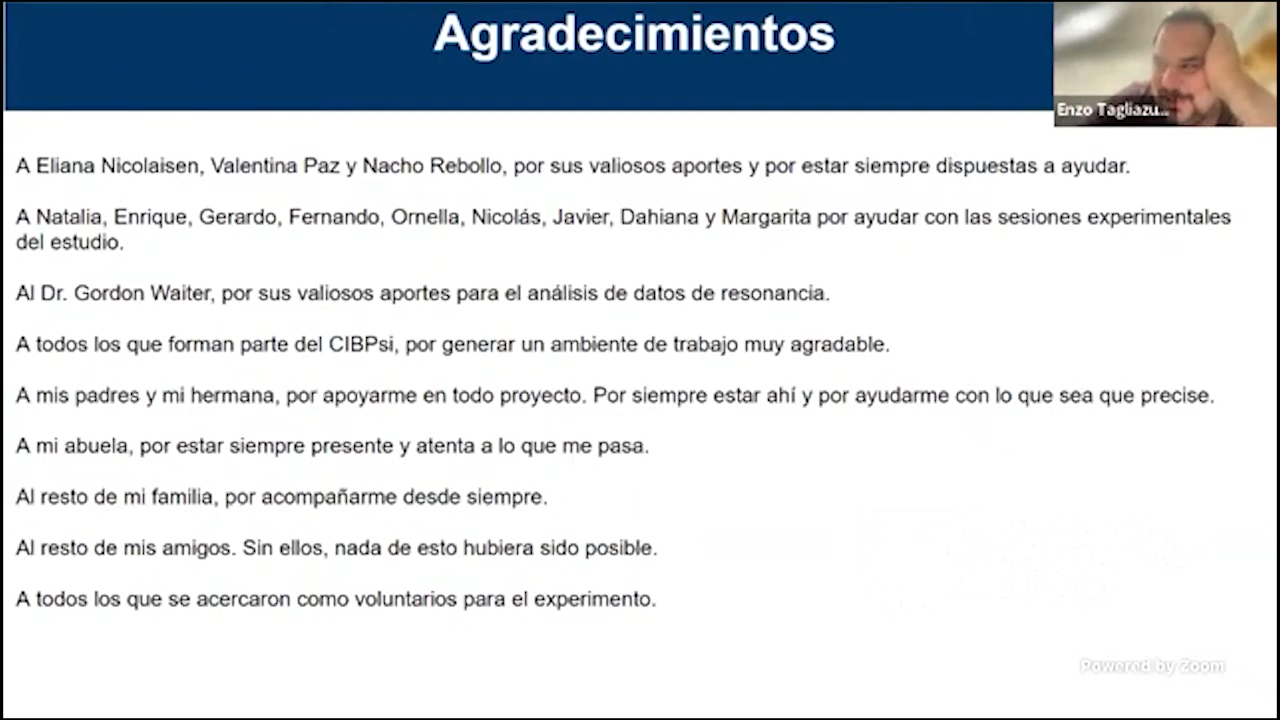 Agradecimientos
Enzo Tagliazu...
A Eliana Nicolaisen, Valentina Paz y Nacho Rebollo, por sus valiosos aportes y por estar siempre dispuestas a ayudar.
A Natalia, Enrique, Gerardo, Fernando, Ornella, Nicolás, Javier, Dahiana y Margarita por ayudar con las sesiones experimentales
del estudio.
Al Dr. Gordon Waiter, por sus valiosos aportes para el análisis de datos de resonancia.
A todos los que forman parte del CIBPsi, por generar un ambiente de trabajo muy agradable.
A mis padres y mi hermana, por apoyarme en todo proyecto. Por siempre estar ahí y por ayudarme con lo que sea que precise.
A mi abuela, por estar siempre presente y atenta a lo que me pasa.
Al resto de mi familia, por acompañarme desde siempre.
Al resto de mis amigos. Sin ellos, nada de esto hubiera sido posible.
A todos los que se acercaron como voluntarios para el experimento.
Powered by Zoom